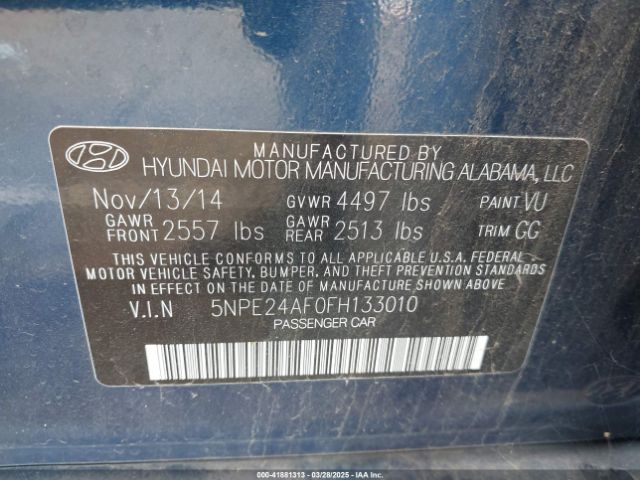 MANUFACTURED BY
HYUNDAI MOTOR MANUFACTURING ALABAMA, LLC
Nov/13/14 GVWR 4497 lbs PAINT VU
GAWR FRONT 2557 lbs GAWR REAR 2513 lbs TRIM GG
THIS VEHICLE CONFORMS TO ALL APPLICABLE U.S.A. FEDERAL
MOTOR VEHICLE SAFETY, BUMPER, AND THEFT PREVENTION STANDARDS
IN EFFECT ON THE DATE OF MANUFACTURE SHOWN ABOVE.
V.I.N 5NPE24AF0FH133010
PASSENGER CAR
000-41881313 | 03/28/2025 - IAAI.COM